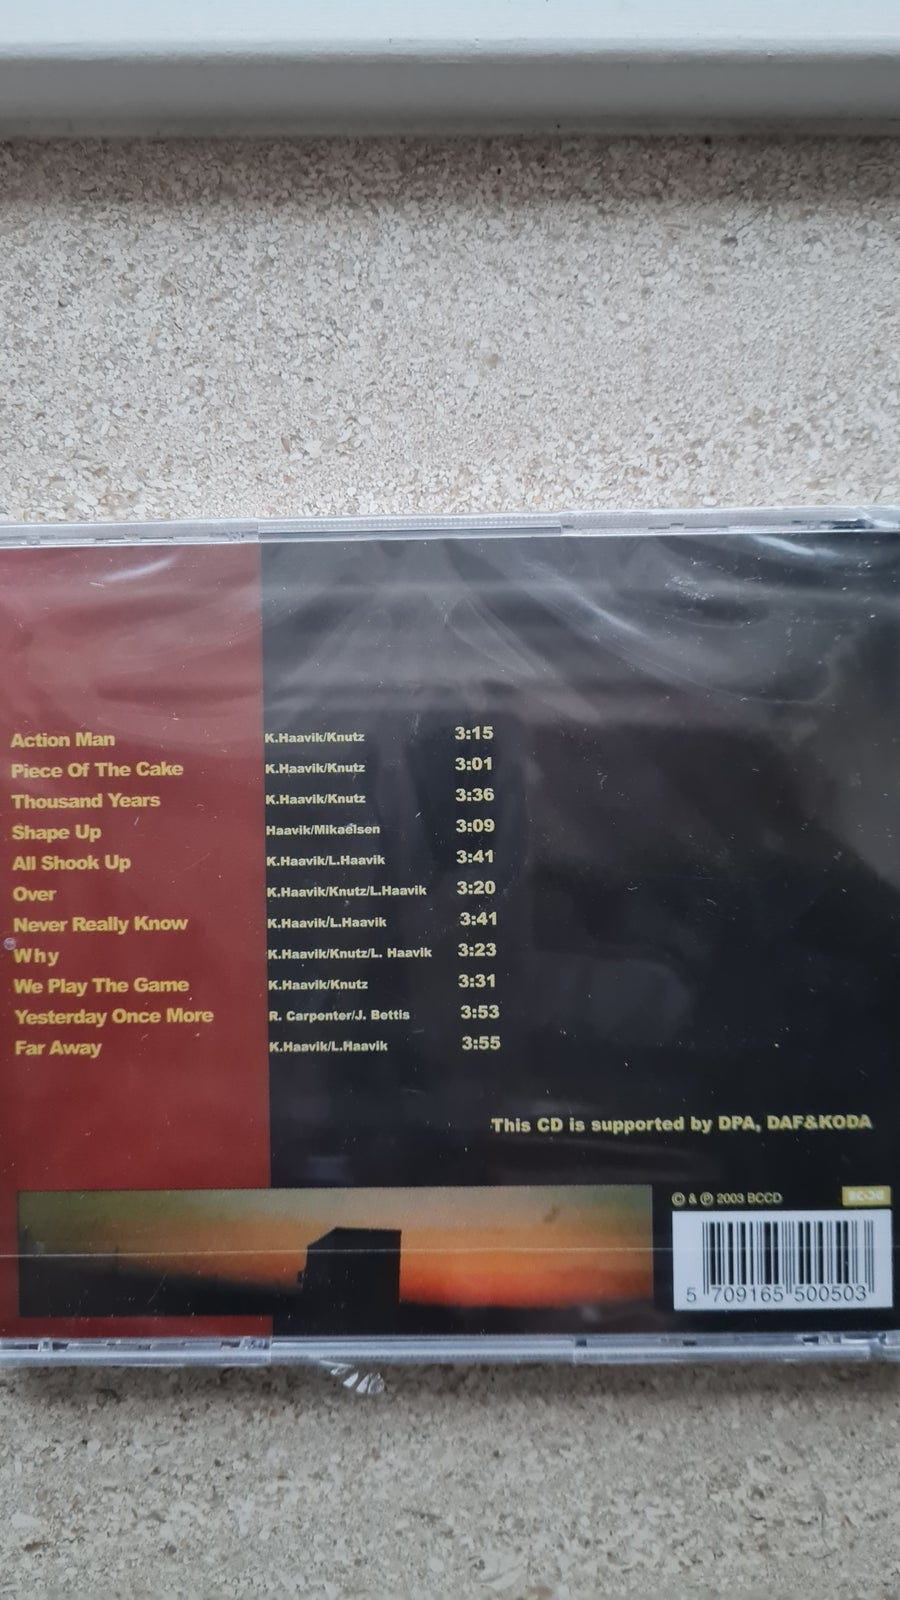 Action Man K.Haavik/Knutz 3:15
Piece Of The Cake K.Haavik/Knutz 3:01
Thousand Years K.Haavik/Knutz 3:36
Shape Up Haavik/Mikaelsen 3:09
All Shook Up K.Haavik/L.Haavik 3:41
Over K.Haavik/Knutz/L.Haavik 3:20
Never Really Know K.Haavik/L.Haavik 3:41
Why K.Haavik/Knutz/L. Haavik 3:23
We Play The Game K.Haavik/Knutz 3:31
Yesterday Once More R. Carpenter/J. Bettis 3:53
Far Away K.Haavik/L.Haavik 3:55
This CD is supported by DPA, DAF&KODA
© & ℗ 2003 BCCD
5 709165 500503